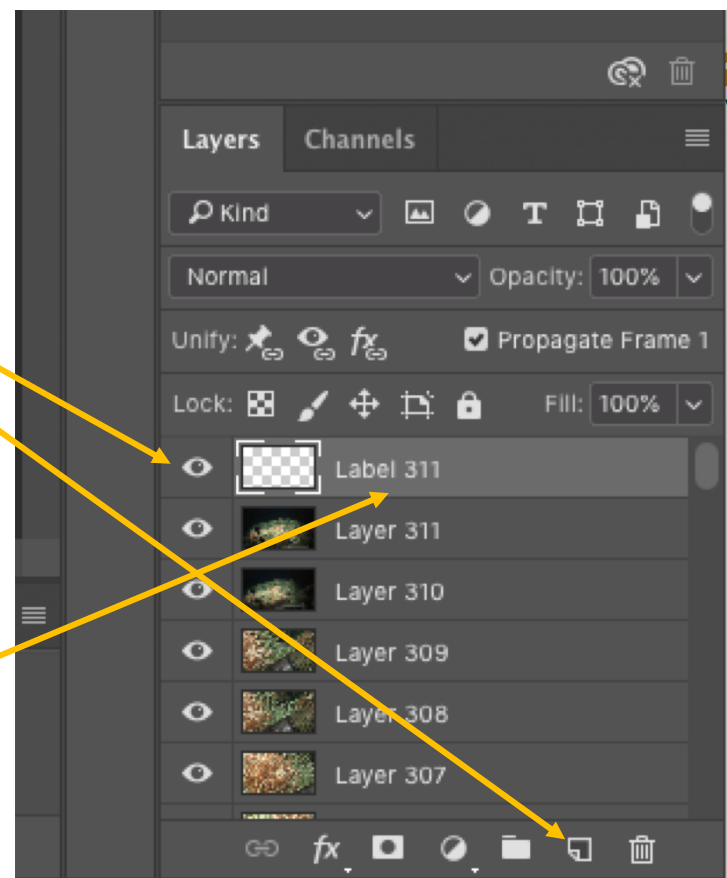 Layers Channels
Kind
Normal Opacity: 100%
Unify: Propagate Frame 1
Lock: Fill: 100%
Label 311
Layer 311
Layer 310
Layer 309
Layer 308
Layer 307
fx